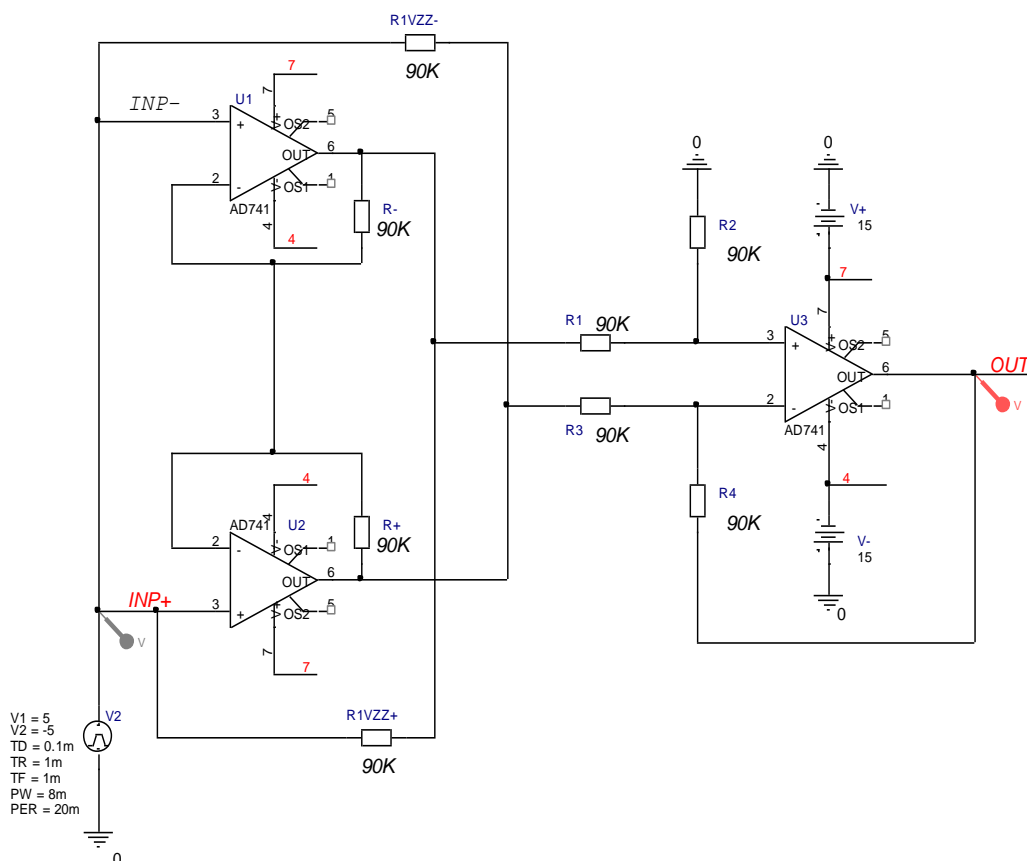 R1VZZ-
90K
7
INP-
U1
7
V+
3
+
5
OS2
OUT
6
2
-
1
OS1
V-
AD741
4
4
R-
90K
0
0
R2
90K
V+
15
7
R1
90K
U3
7
V+
3
+
5
OS2
OUT
6
OUT
V
2
-
1
OS1
V-
AD741
4
R3
90K
4
R4
90K
V-
15
0
4
4
AD741
U2
V-
R+
90K
2
-
1
OS1
OUT
6
INP+
3
+
5
OS2
V+
V
7
7
R1VZZ+
90K
V1 = 5
V2 = -5
TD = 0.1m
TR = 1m
TF = 1m
PW = 8m
PER = 20m
V2
0